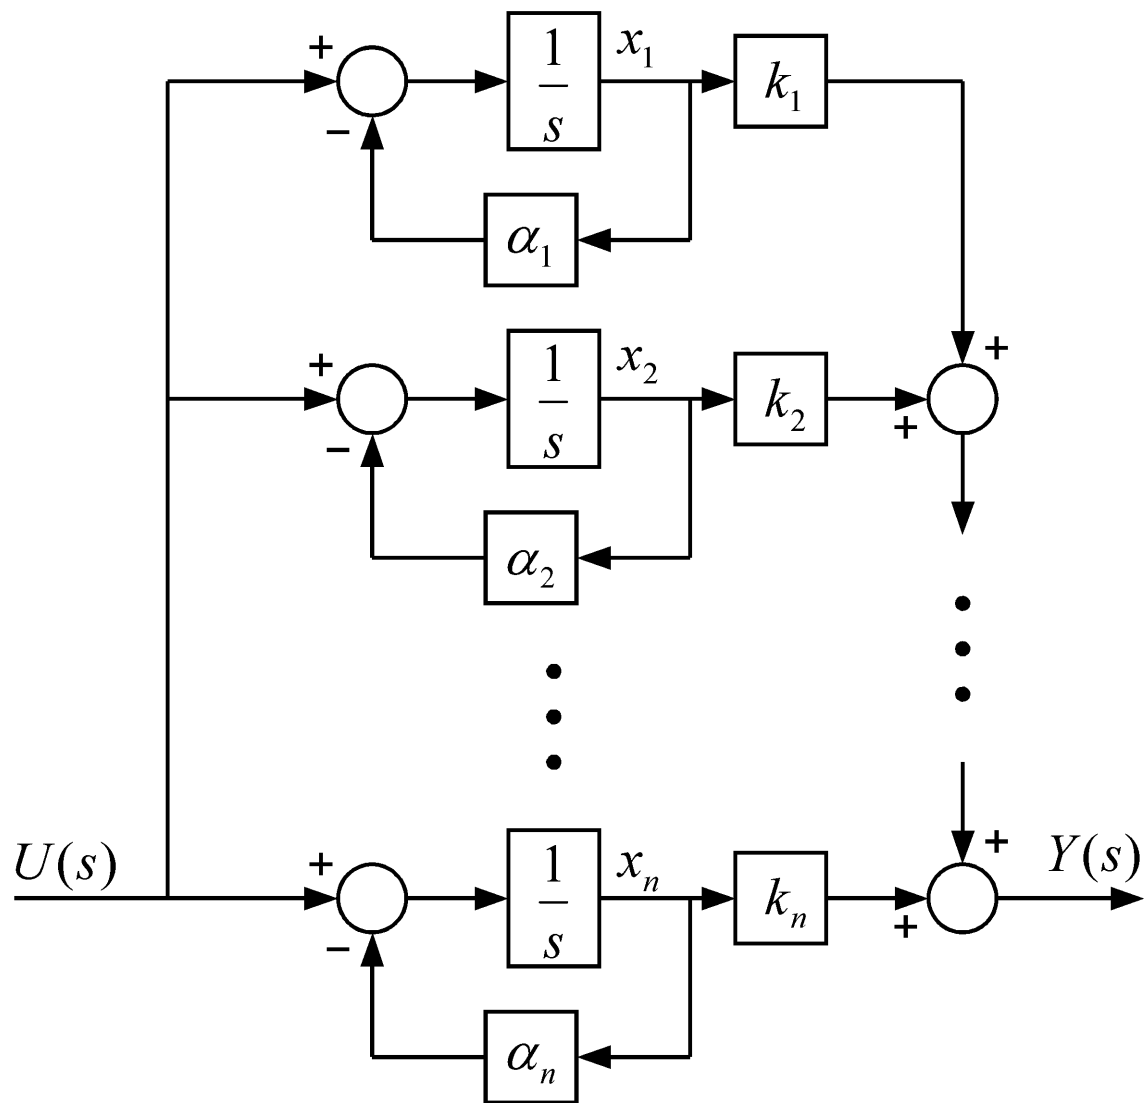 + 1/s x₁ k₁
−
α₁
+
+ 1/s x₂ k₂
− +
α₂
U(s) + 1/s xₙ kₙ + Y(s)
− +
αₙ